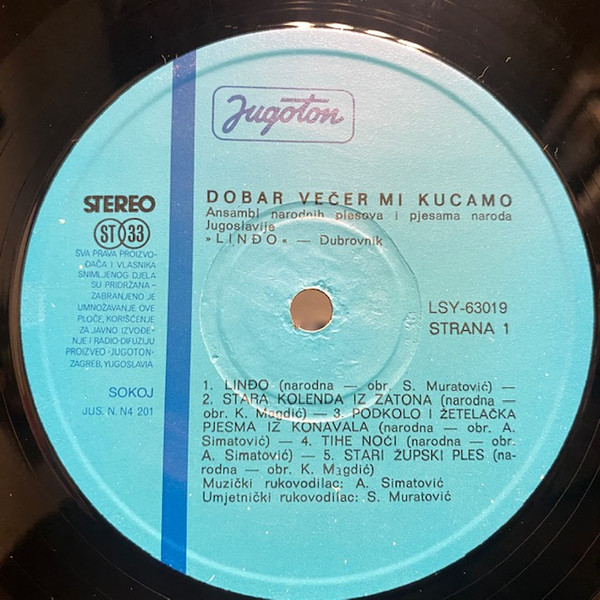 Jugoton
DOBAR VEČER MI KUCAMO
Ansambl narodnih plesova i pjesama naroda
Jugoslavije
»LINĐO« — Dubrovnik
STEREO
ST 33
SVA PRAVA PROIZVO-
ĐAČA I VLASNIKA
SNIMLJENOG DJELA
SU PRIDRŽANA -
ZABRANJENO JE
UMNOŽAVANJE OVE
PLOČE, KORIŠĆENJE
ZA JAVNO IZVOĐE-
NJE I RADIO-DIFUZIJU
PROIZVEO »JUGOTON«
ZAGREB, YUGOSLAVIA
SOKOJ
JUS. N. N4 201
LSY-63019
STRANA 1
1. LINĐO (narodna — obr. S. Muratović) —
2. STARA KOLENDA IZ ZATONA (narodna —
obr. K. Magdić) — 3. PODKOLO I ŽETELAČKA
PJESMA IZ KONAVALA (narodna — obr. A.
Simatović) — 4. TIHE NOĆI (narodna — obr.
A. Simatović) — 5. STARI ŽUPSKI PLES (na-
rodna — obr. K. Magdić)
Muzički rukovodilac: A. Simatović
Umjetnički rukovodilac: S. Muratović